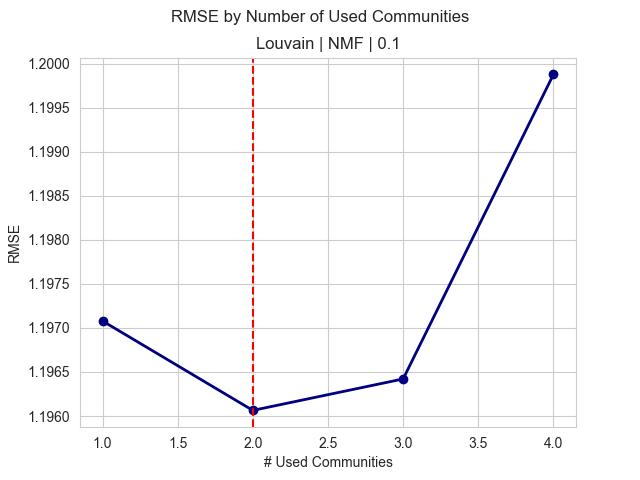 RMSE by Number of Used Communities
Louvain | NMF | 0.1
1.2000
1.1995
1.1990
1.1985
1.1980
1.1975
1.1970
1.1965
1.1960
RMSE
1.0 1.5 2.0 2.5 3.0 3.5 4.0
# Used Communities